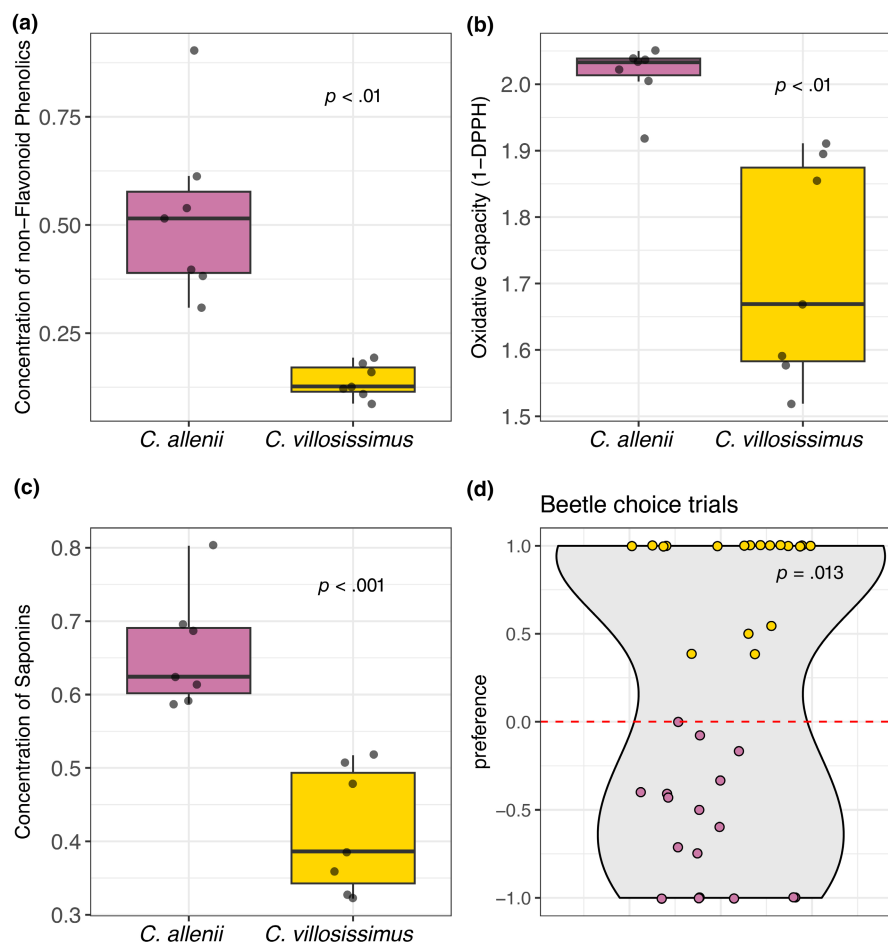 (a)
Concentration of non−Flavonoid Phenolics
0.75
0.50
0.25
p < .01
C. allenii
C. villosissimus
(b)
Oxidative Capacity (1−DPPH)
2.0
1.9
1.8
1.7
1.6
1.5
p < .01
C. allenii
C. villosissimus
(c)
Concentration of Saponins
0.8
0.7
0.6
0.5
0.4
0.3
p < .001
C. allenii
C. villosissimus
(d)
Beetle choice trials
preference
1.0
0.5
0.0
−0.5
−1.0
p = .013